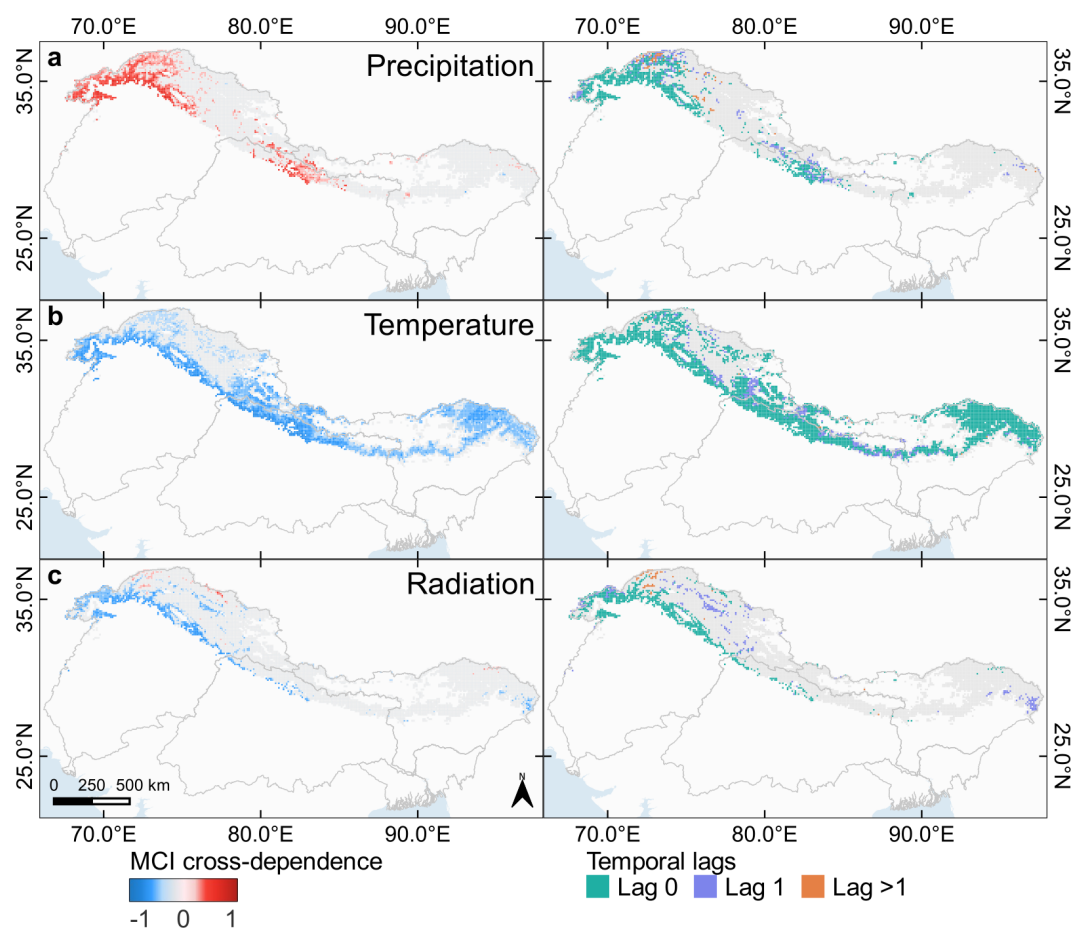 70.0°E 80.0°E 90.0°E 70.0°E 80.0°E 90.0°E
a Precipitation
35.0°N 25.0°N
35.0°N 25.0°N
b Temperature
35.0°N 25.0°N
35.0°N 25.0°N
c Radiation
35.0°N 25.0°N
35.0°N 25.0°N
0 250 500 km
N
70.0°E 80.0°E 90.0°E 70.0°E 80.0°E 90.0°E
MCI cross-dependence
-1 0 1
Temporal lags
Lag 0 Lag 1 Lag >1